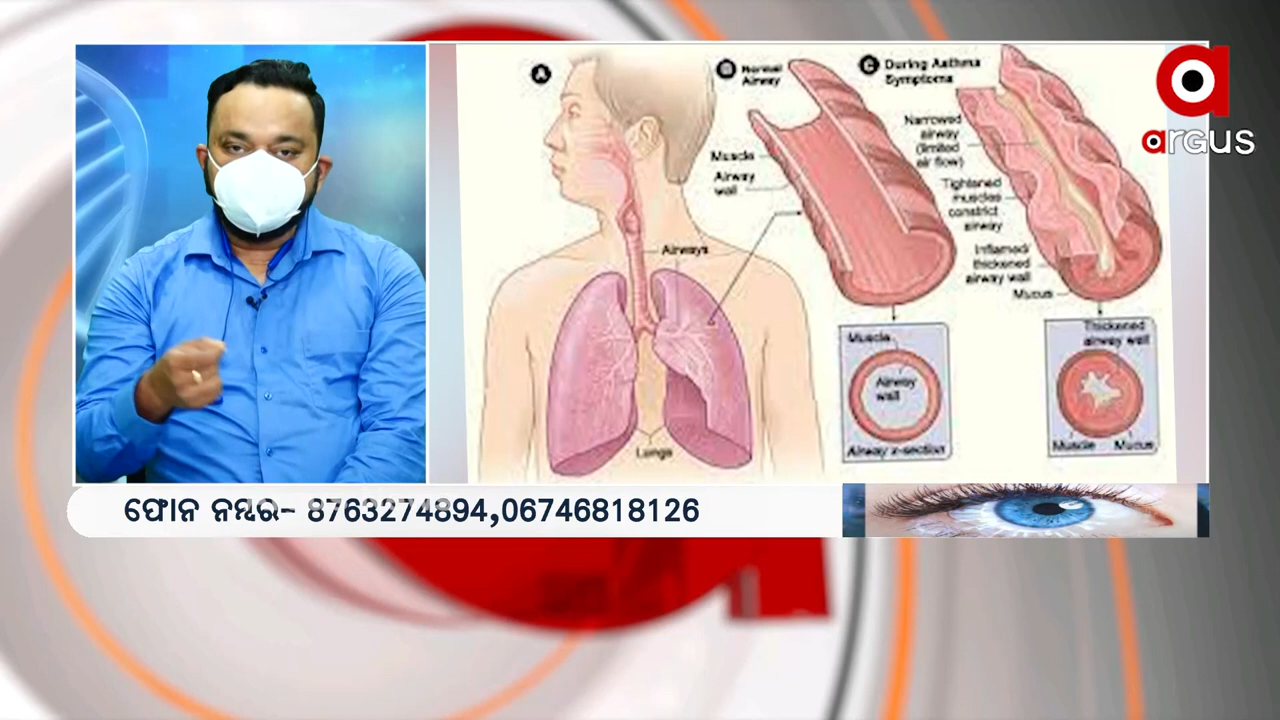 A
B Normal
Airway
C During Asthma
Symptoms
Muscle
Airway
wall
Narrowed
airway
(limited
air flow)
Tightened
muscles
constrict
airway
Inflamed/
thickened
airway wall
Mucus
Airways
Lungs
Muscle
Airway
wall
Airway x-section
Thickened
airway wall
Muscle Mucus
argus
ଫୋନ ନମ୍ବର- 8763274894,06746818126